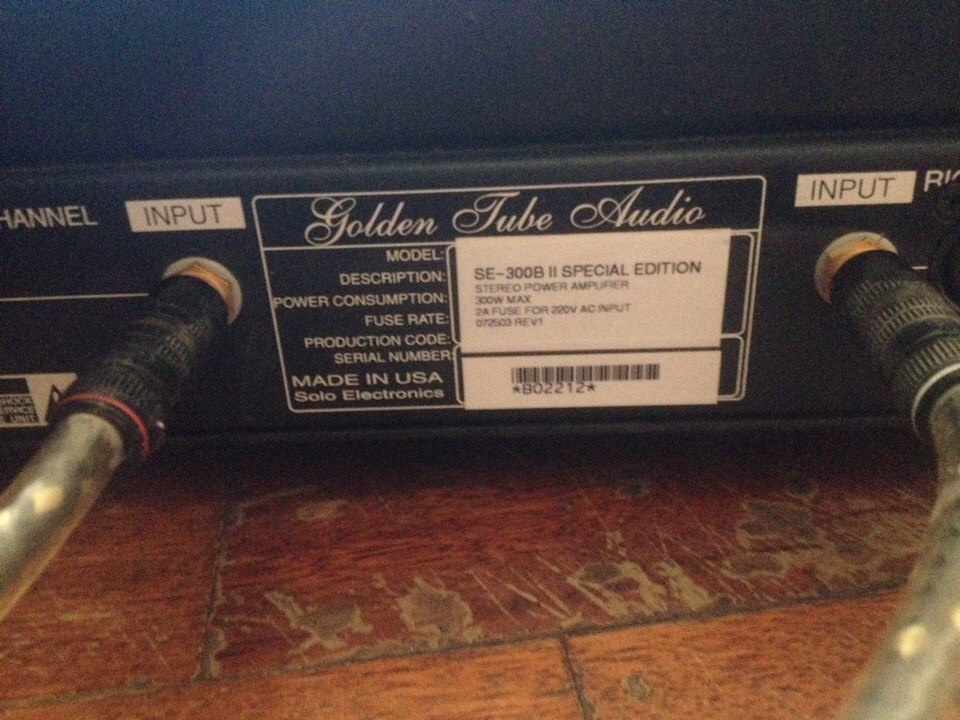 HANNEL
INPUT
Golden Tube Audio
MODEL:
SE-300B II SPECIAL EDITION
DESCRIPTION:
STEREO POWER AMPLIFIER
POWER CONSUMPTION:
300W MAX
FUSE RATE:
2A FUSE FOR 220V AC INPUT
PRODUCTION CODE:
072503 REV1
SERIAL NUMBER
*B02212*
MADE IN USA
Solo Electronics
INPUT